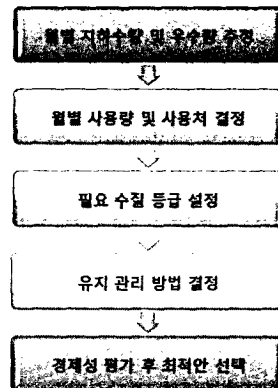 월별 지하수량 및 우수량 추정
월별 사용량 및 사용처 결정
필요 수질 등급 설정
유지 관리 방법 결정
경제성 평가 후 최적안 선택